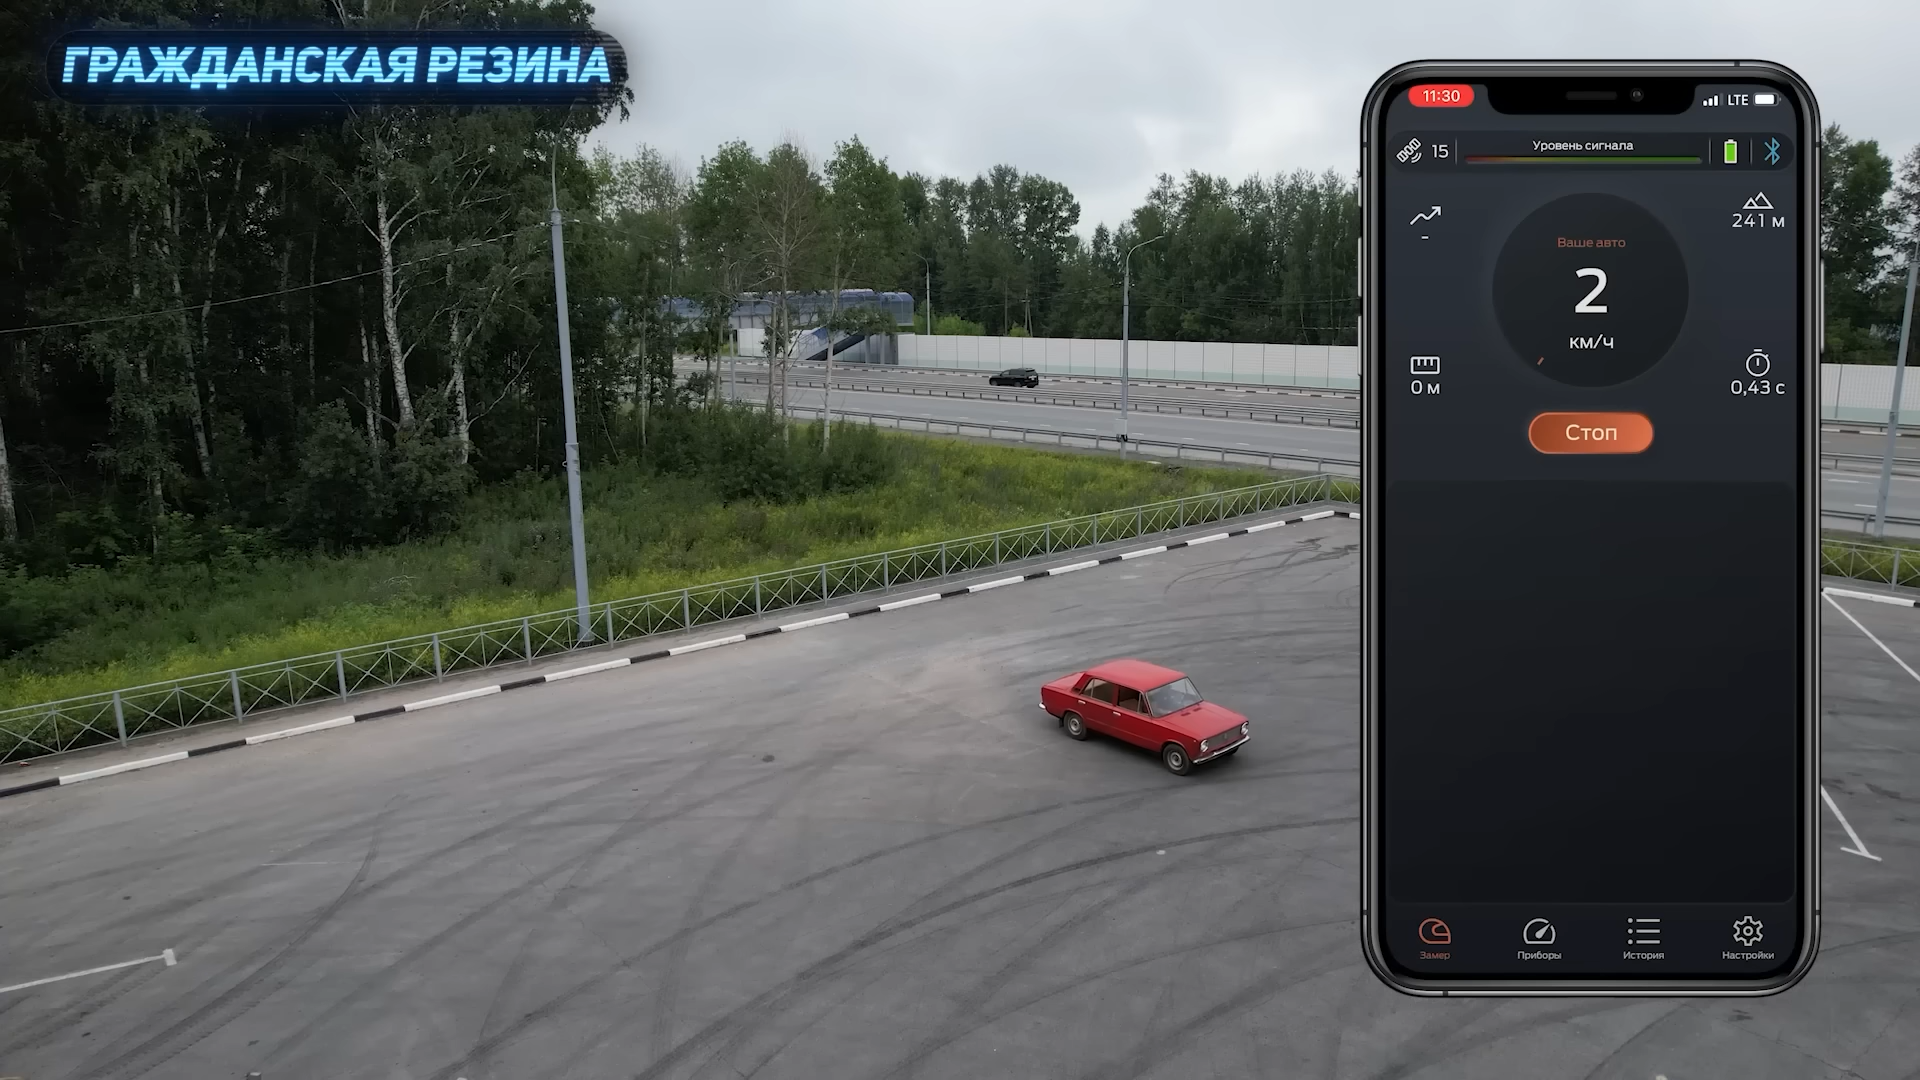 ГРАЖДАНСКАЯ РЕЗИНА
11:30
LTE
15
Уровень сигнала
-
241 м
Ваше авто
2
км/ч
0 м
0,43 с
Стоп
Замер
Приборы
История
Настройки